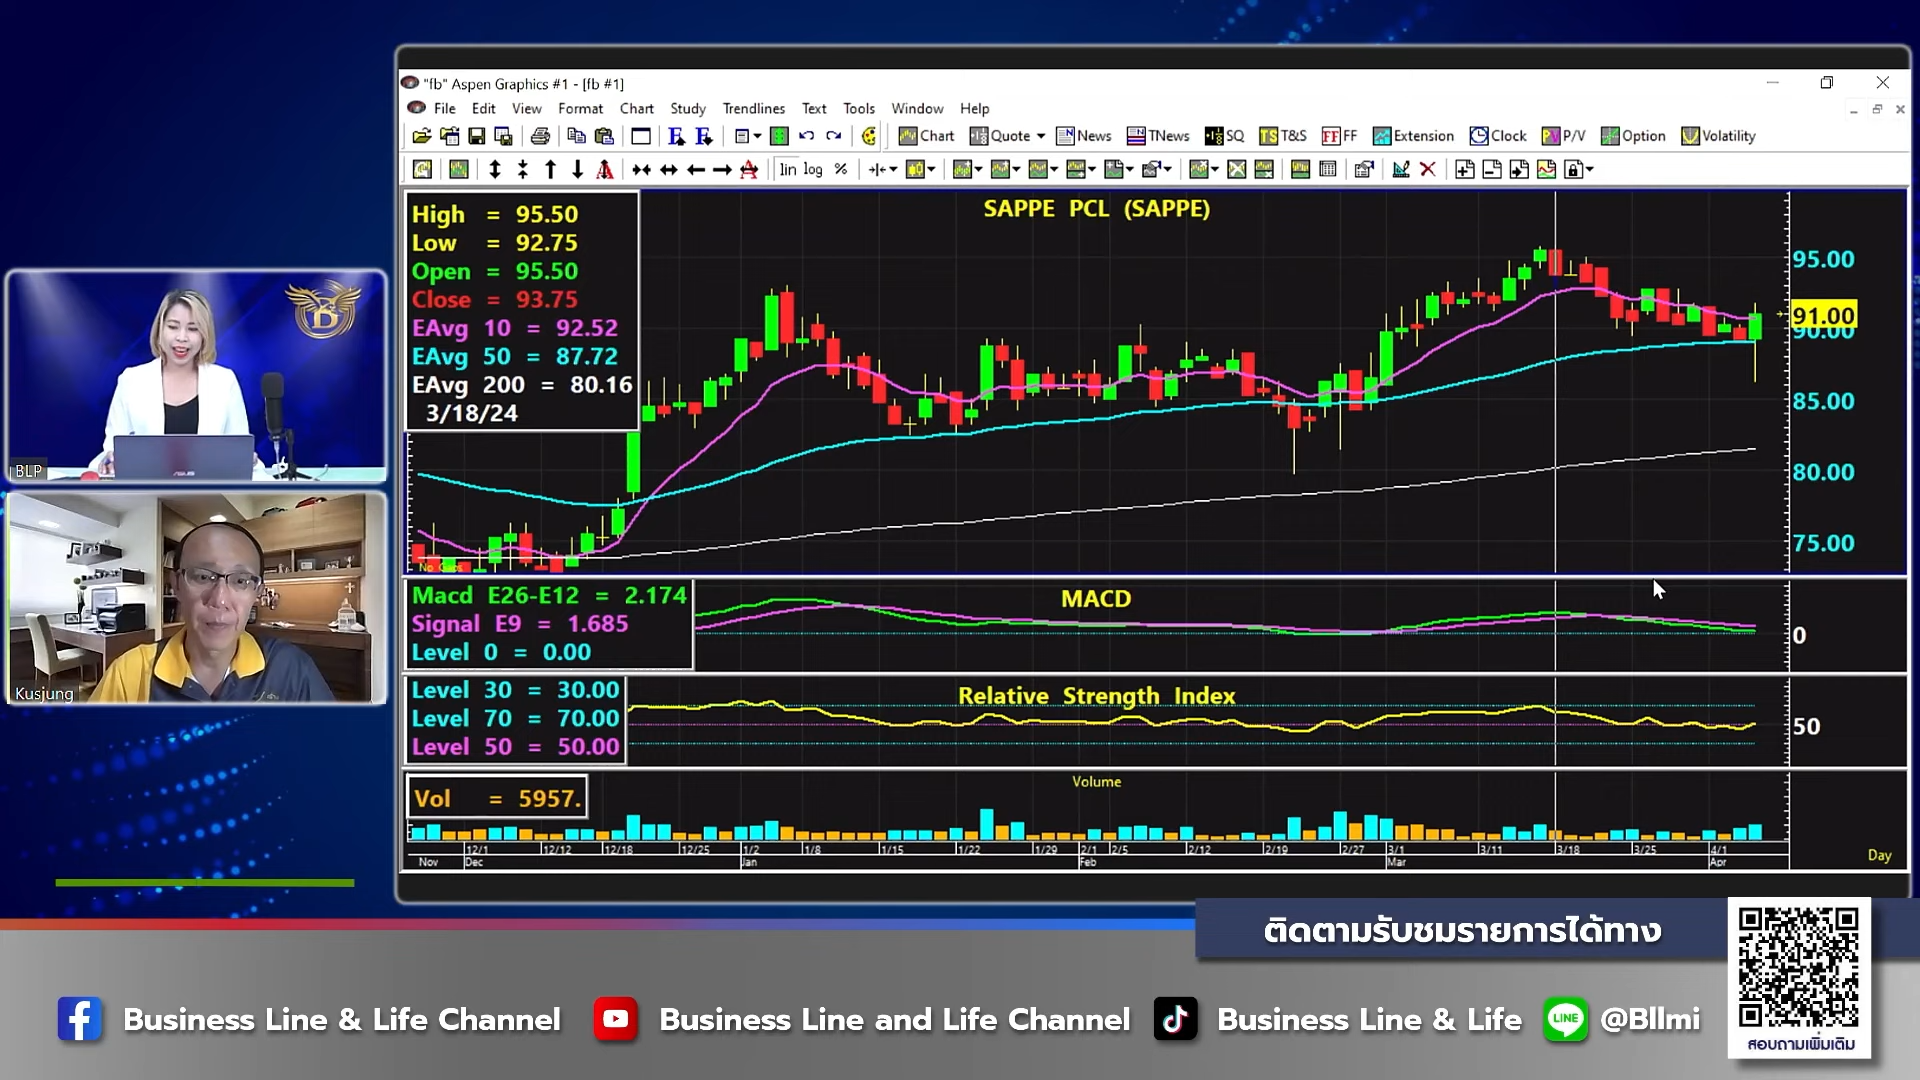 "fb" Aspen Graphics #1 - [fb #1]
File Edit View Format Chart Study Trendlines Text Tools Window Help
Chart Quote News TNews SQ T&S FF Extension Clock P/V Option Volatility
lin log %
SAPPE PCL (SAPPE)
High = 95.50
Low = 92.75
Open = 95.50
Close = 93.75
EAvg 10 = 92.52
EAvg 50 = 87.72
EAvg 200 = 80.16
3/18/24
95.00
91.00
90.00
85.00
80.00
75.00
No Gaps
BLP
Kusjung
MACD
Macd E26-E12 = 2.174
Signal E9 = 1.685
Level 0 = 0.00
0
Relative Strength Index
Level 30 = 30.00
Level 70 = 70.00
Level 50 = 50.00
50
Volume
Vol = 5957.
12/1 12/12 12/18 12/25 1/2 1/8 1/15 1/22 1/29 2/1 2/5 2/12 2/19 2/27 3/1 3/11 3/18 3/25 4/1
Nov Dec Jan Feb Mar Apr
Day
ติดตามรับชมรายการได้ทาง
Business Line & Life Channel
Business Line and Life Channel
Business Line & Life
LINE
@Bllmi
สอบถามเพิ่มเติม